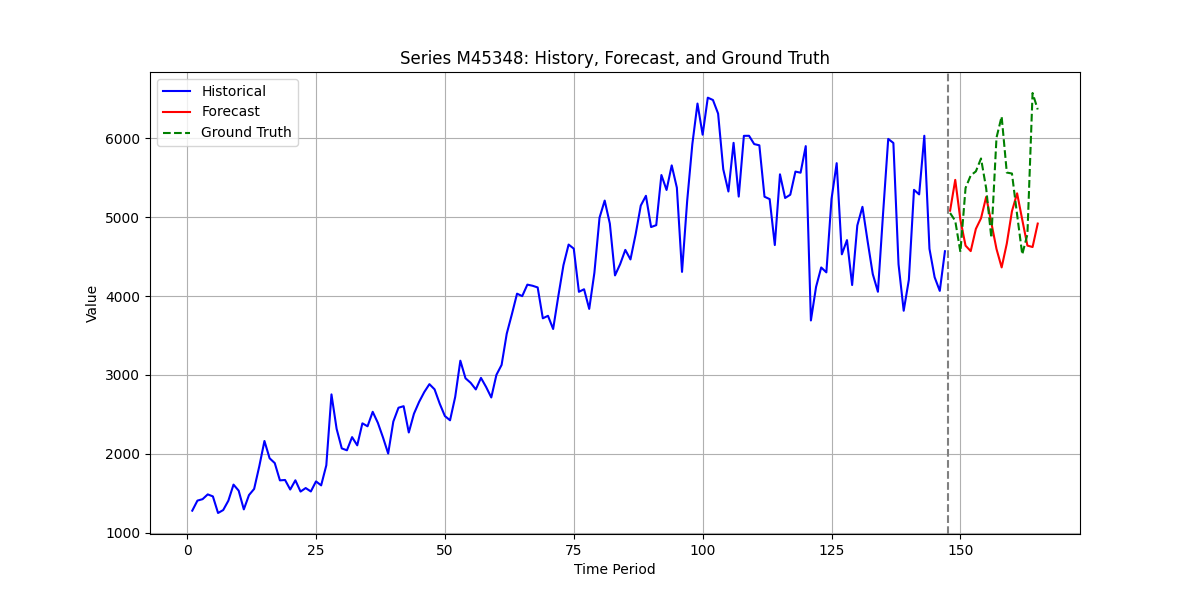 Series M45348: History, Forecast, and Ground Truth
Historical
Forecast
Ground Truth
6000
5000
4000
3000
2000
1000
Value
0 25 50 75 100 125 150
Time Period